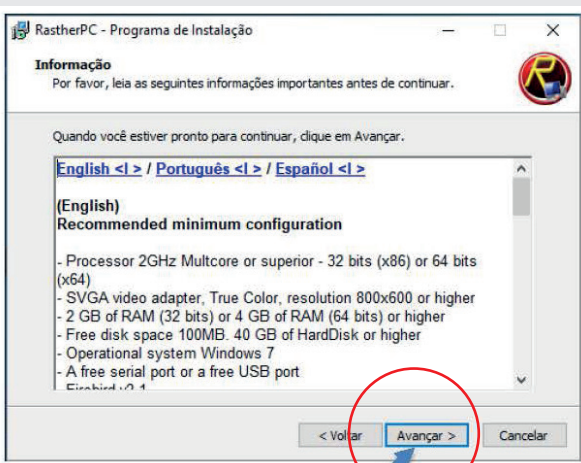 RastherPC - Programa de Instalação
Informação
Por favor, leia as seguintes informações importantes antes de continuar.
Quando você estiver pronto para continuar, clique em Avançar.
English <I > / Português <I > / Español <I >
(English)
Recommended minimum configuration
- Processor 2GHz Multcore or superior - 32 bits (x86) or 64 bits
(x64)
- SVGA video adapter, True Color, resolution 800x600 or higher
- 2 GB of RAM (32 bits) or 4 GB of RAM (64 bits) or higher
- Free disk space 100MB. 40 GB of HardDisk or higher
- Operational system Windows 7
- A free serial port or a free USB port
- Firebird v2.1
< Voltar Avançar > Cancelar